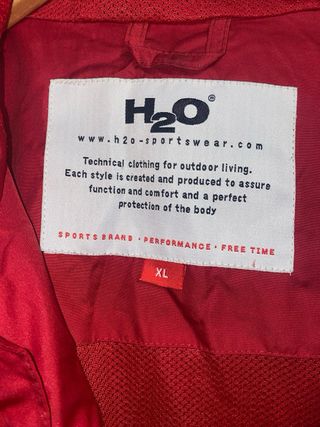 H2O®
www.h2o-sportswear.com
Technical clothing for outdoor living.
Each style is created and produced to assure
function and comfort and a perfect
protection of the body
SPORTS BRAND · PERFORMANCE · FREE TIME
XL